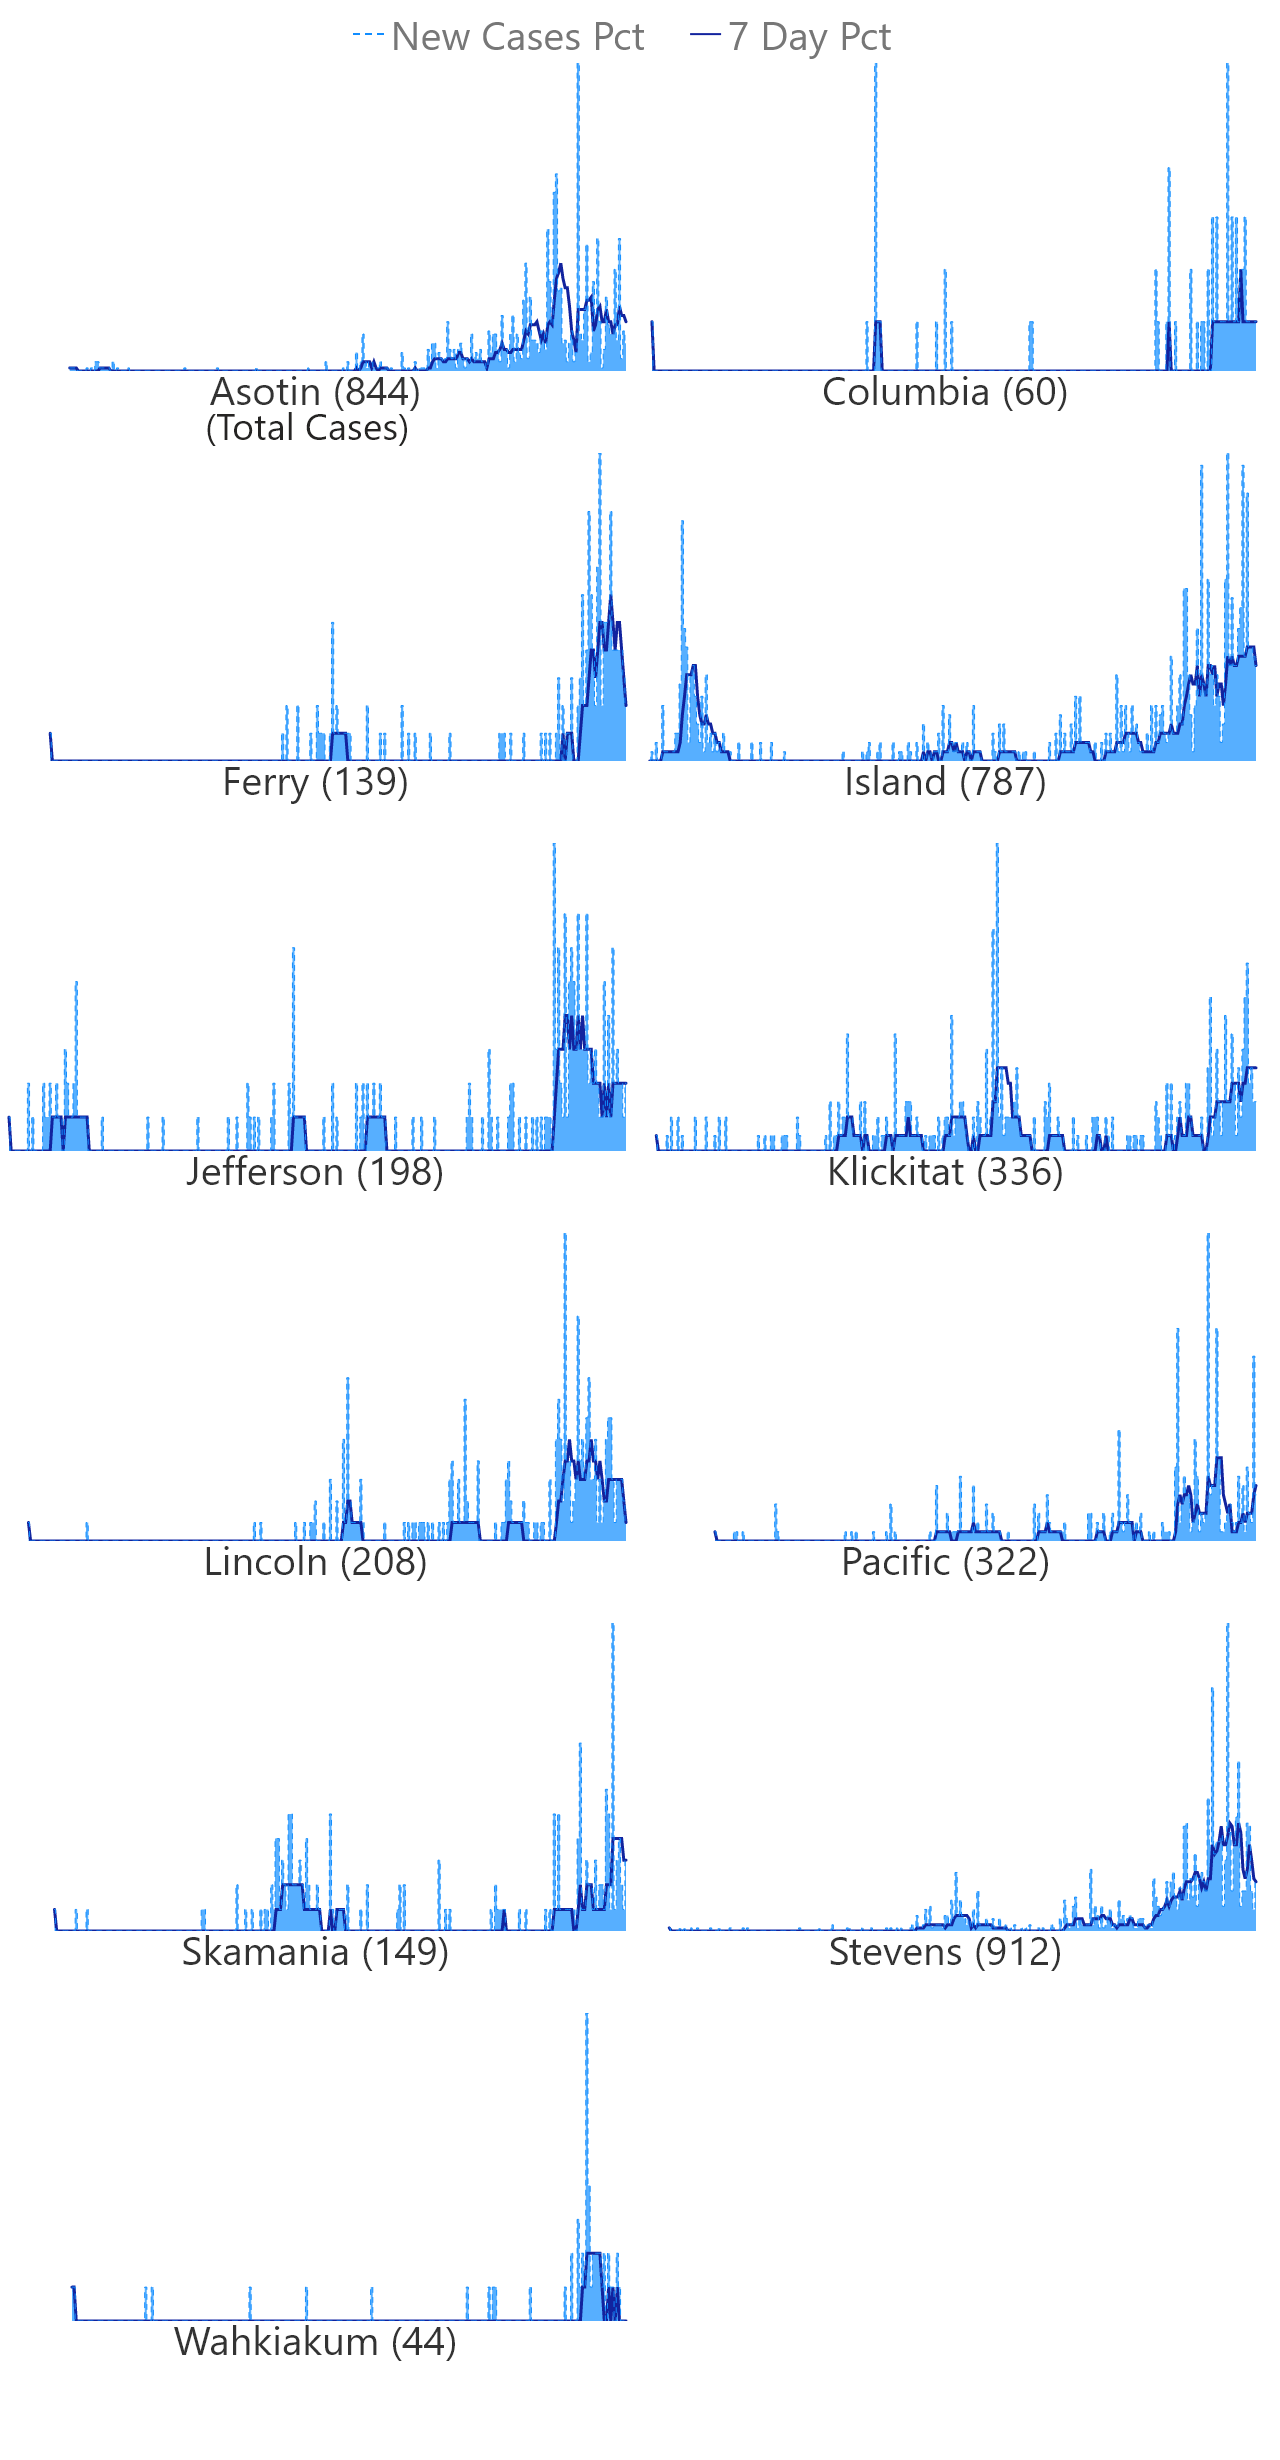 New Cases Pct 7 Day Pct
Asotin (844) Columbia (60)
(Total Cases)
Ferry (139) Island (787)
Jefferson (198) Klickitat (336)
Lincoln (208) Pacific (322)
Skamania (149) Stevens (912)
Wahkiakum (44)